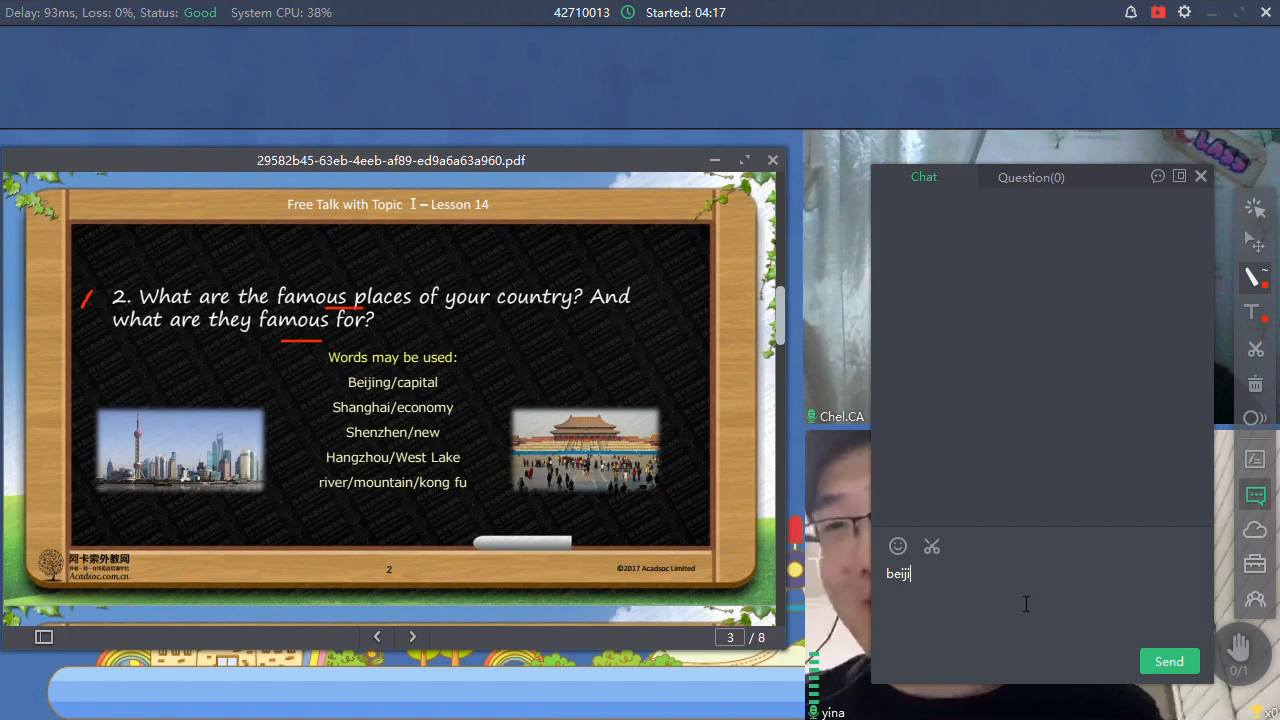 Delay: 93ms, Loss: 0%, Status: Good System CPU: 38%
42710013 Started: 04:17
29582b45-63eb-4eeb-af89-ed9a6a63a960.pdf
Free Talk with Topic I – Lesson 14
2. What are the famous places of your country? And
what are they famous for?
Words may be used:
Beijing/capital
Shanghai/economy
Shenzhen/new
Hangzhou/West Lake
river/mountain/kong fu
阿卡索外教网
Acadsoc.com.cn
2
©2017 Acadsoc Limited
3 / 8
CLASS
Chel.CA
Chat
Question(0)
beiji
Send
0/1
yina
x0